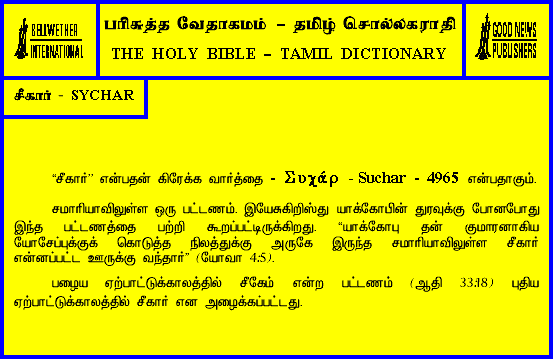 BELLWETHER
INTERNATIONAL
பரிசுத்த வேதாகமம் – தமிழ் சொல்லகராதி
THE HOLY BIBLE – TAMIL DICTIONARY
GOOD NEWS
PUBLISHERS
சீகார் - SYCHAR
“சீகார்” என்பதன் கிரேக்க வார்த்தை - Συχάρ - Suchar - 4965 என்பதாகும்.
சமாரியாவிலுள்ள ஒரு பட்டணம். இயேசுகிறிஸ்து யாக்கோபின் துரவுக்கு போனபோது
இந்த பட்டணத்தை பற்றி கூறப்பட்டிருக்கிறது. “யாக்கோபு தன் குமாரனாகிய
யோசேப்புக்குக் கொடுத்த நிலத்துக்கு அருகே இருந்த சமாரியாவிலுள்ள சீகார்
என்னப்பட்ட ஊருக்கு வந்தார்” (யோவா 4:5).
பழைய ஏற்பாட்டுக்காலத்தில் சீகேம் என்ற பட்டணம் (ஆதி 33:18) புதிய
ஏற்பாட்டுகாலத்தில் சீகார் என அழைக்கப்பட்டது.